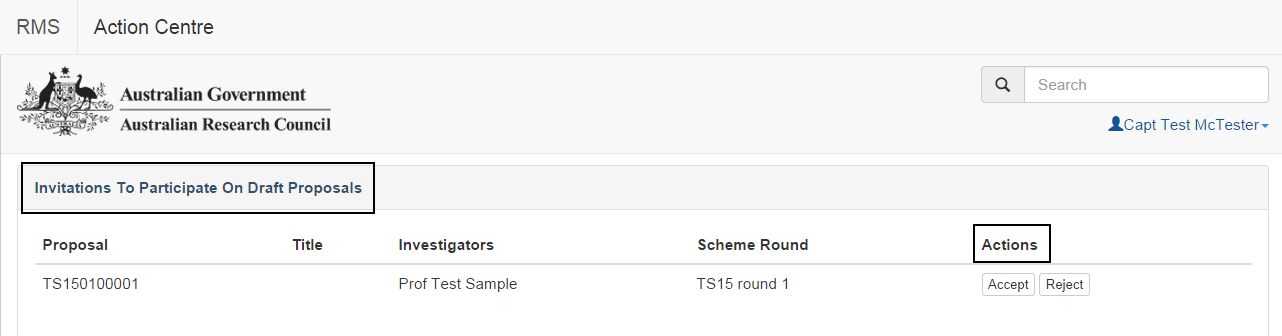 RMS Action Centre
Australian Government
Australian Research Council
Search
Capt Test McTester
Invitations To Participate On Draft Proposals
Proposal Title Investigators Scheme Round Actions
TS150100001 Prof Test Sample TS15 round 1 Accept Reject